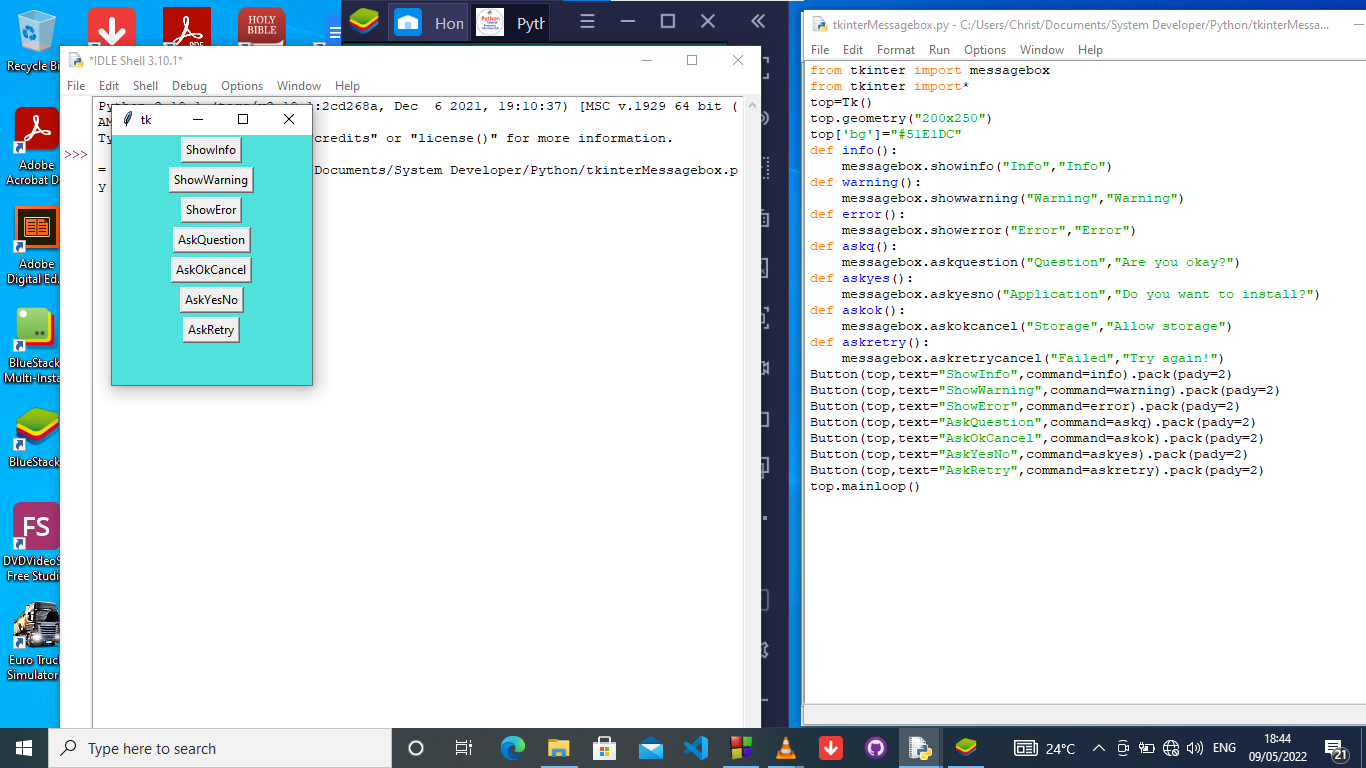 Recycle Bi
PDF
HOLY
BIBLE
Adobe
Acrobat D
Adobe
Digital Ed.
BlueStack
Multi-Insta
BlueStack
FS
DVDVideoS
Free Studi
Euro Truc
Simulator
Hon
Pyth
*IDLE Shell 3.10.1*
File Edit Shell Debug Options Window Help
:2cd268a, Dec  6 2021, 19:10:37) [MSC v.1929 64 bit (
AM
Ty
credits" or "license()" for more information.
>>>
=
Documents/System Developer/Python/tkinterMessagebox.p
y
tk
ShowInfo
ShowWarning
ShowEror
AskQuestion
AskOkCancel
AskYesNo
AskRetry
tkinterMessagebox.py - C:/Users/Christ/Documents/System Developer/Python/tkinterMessa...
File Edit Format Run Options Window Help
from tkinter import messagebox
from tkinter import*
top=Tk()
top.geometry("200x250")
top['bg']="#51E1DC"
def info():
    messagebox.showinfo("Info","Info")
def warning():
    messagebox.showwarning("Warning","Warning")
def error():
    messagebox.showerror("Error","Error")
def askq():
    messagebox.askquestion("Question","Are you okay?")
def askyes():
    messagebox.askyesno("Application","Do you want to install?")
def askok():
    messagebox.askokcancel("Storage","Allow storage")
def askretry():
    messagebox.askretrycancel("Failed","Try again!")
Button(top,text="ShowInfo",command=info).pack(pady=2)
Button(top,text="ShowWarning",command=warning).pack(pady=2)
Button(top,text="ShowEror",command=error).pack(pady=2)
Button(top,text="AskQuestion",command=askq).pack(pady=2)
Button(top,text="AskOkCancel",command=askok).pack(pady=2)
Button(top,text="AskYesNo",command=askyes).pack(pady=2)
Button(top,text="AskRetry",command=askretry).pack(pady=2)
top.mainloop()
Type here to search
24°C
ENG
18:44
09/05/2022
21